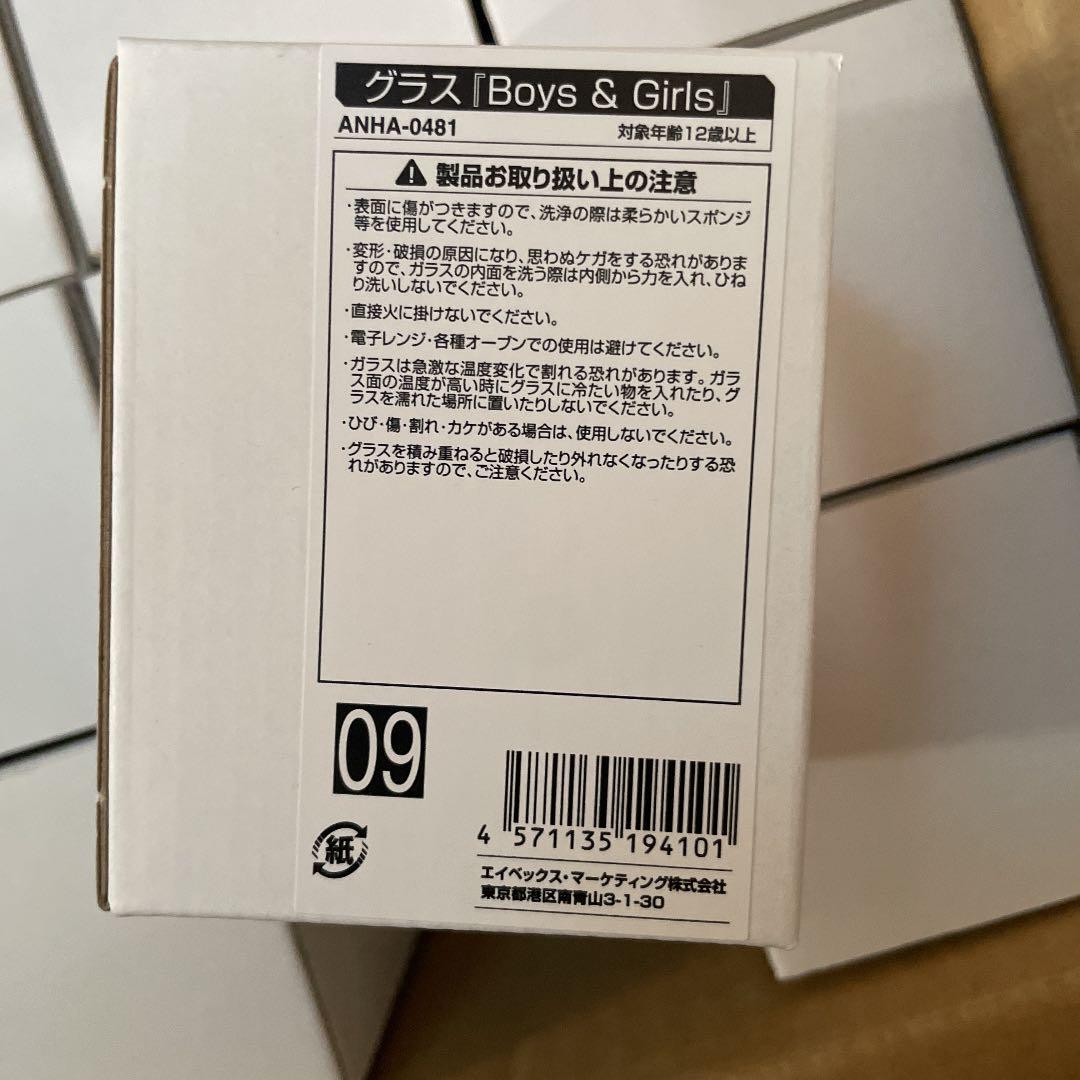 グラス『Boys & Girls』
ANHA-0481
対象年齢12歳以上
製品お取り扱い上の注意
・表面に傷がつきますので、洗浄の際は柔らかいスポンジ
等を使用してください。
・変形・破損の原因になり、思わぬケガをする恐れがありま
すので、ガラスの内面を洗う際は内側から力を入れ、ひね
り洗いしないでください。
・直接火に掛けないでください。
・電子レンジ・各種オーブンでの使用は避けてください。
・ガラスは急激な温度変化で割れる恐れがあります。ガラ
ス面の温度が高い時にグラスに冷たい物を入れたり、グ
ラスを濡れた場所に置いたりしないでください。
・ひび・傷・割れ・カケがある場合は、使用しないでください。
・グラスを積み重ねると破損したり外れなくなったりする恐
れがありますので、ご注意ください。
09
紙
4 571135 194101
エイベックス・マーケティング株式会社
東京都港区南青山3-1-30